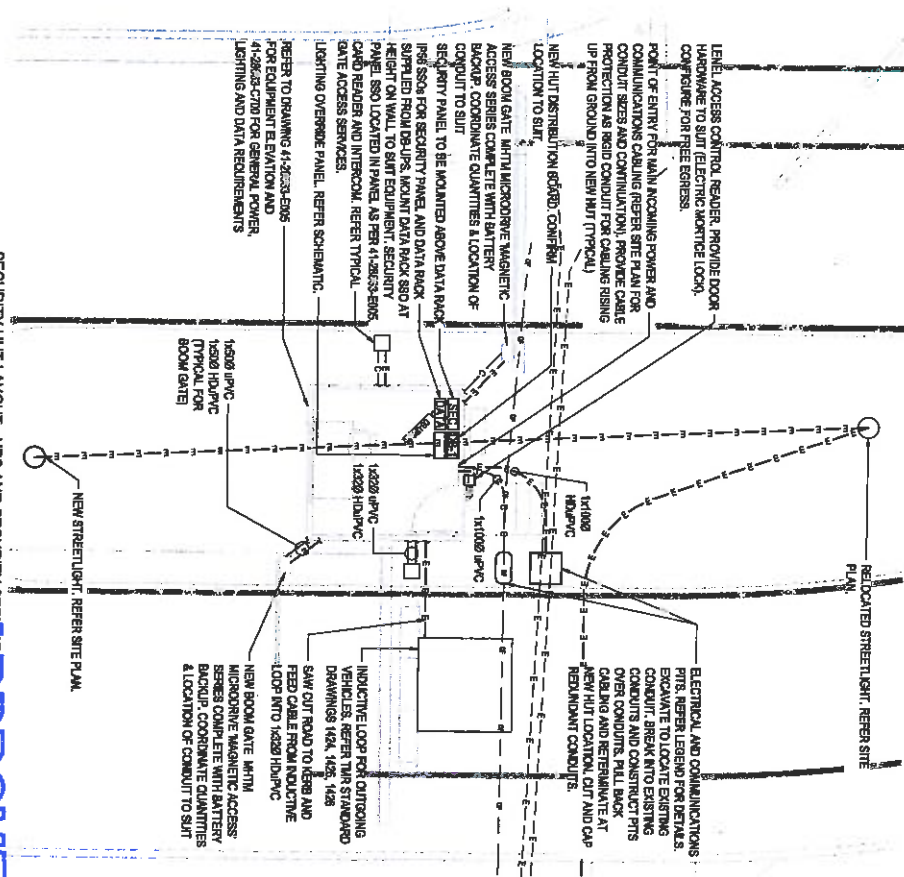 LENEL ACCESS CONTROL READER. PROVIDE DOOR
HARDWARE TO SUIT (ELECTRIC MORTICE LOCK).
CONFIGURE FOR FREE EGRESS.
POINT OF ENTRY FOR MAIN INCOMING POWER AND
COMMUNICATIONS CABLING (REFER SITE PLAN FOR
CONDUIT SIZES AND CONTINUATION). PROVIDE CABLE
PROTECTION AS RIGID CONDUIT FOR CABLING RISING
UP FROM GROUND INTO NEW HUT (TYPICAL)
NEW HUT DISTRIBUTION BOARD. CONFIRM
LOCATION TO SUIT.
NEW BOOM GATE MHTM MICRODRIVE 'MAGNETIC
ACCESS' SERIES COMPLETE WITH BATTERY
BACKUP. COORDINATE QUANTITIES & LOCATION OF
CONDUIT TO SUIT
SECURITY PANEL TO BE MOUNTED ABOVE DATA RACK
IP66 SSOs FOR SECURITY PANEL AND DATA RACK
SUPPLIED FROM DB-UPS. MOUNT DATA RACK SSO AT
HEIGHT ON WALL TO SUIT EQUIPMENT. SECURITY
PANEL SSO LOCATED IN PANEL AS PER
CARD READER AND INTERCOM. REFER TYPICAL
GATE ACCESS SERVICES.
LIGHTING OVERRIDE PANEL. REFER SCHEMATIC.
REFER TO DRAWING
FOR EQUIPMENT ELEVATION AND
FOR GENERAL POWER,
LIGHTING AND DATA REQUIREMENTS
SEC
DATA
RELOCATED STREETLIGHT. REFER SITE
PLAN.
1x100Ø
HDuPVC
1x100Ø uPVC
1x32Ø uPVC
1x32Ø HDuPVC
1x50Ø uPVC
1x50Ø HDuPVC
(TYPICAL FOR
BOOM GATE)
ELECTRICAL AND COMMUNICATIONS
PITS. REFER LEGEND FOR DETAILS.
EXCAVATE TO LOCATE EXISTING
CONDUIT. BREAK INTO EXISTING
CONDUITS AND CONSTRUCT PITS
OVER CONDUITS. PULL BACK
CABLING AND RETERMINATE AT
NEW HUT LOCATION. CUT AND CAP
REDUNDANT CONDUITS.
INDUCTIVE LOOP FOR OUTGOING
VEHICLES. REFER TMR STANDARD
DRAWINGS 1424, 1425, 1426
SAW CUT ROAD TO KERB AND
FEED CABLE FROM INDUCTIVE
LOOP INTO 1x32Ø HDuPVC
NEW BOOM GATE MHTM
MICRODRIVE 'MAGNETIC ACCESS'
SERIES COMPLETE WITH BATTERY
BACKUP. COORDINATE QUANTITIES
& LOCATION OF CONDUIT TO SUIT
NEW STREETLIGHT. REFER SITE PLAN.